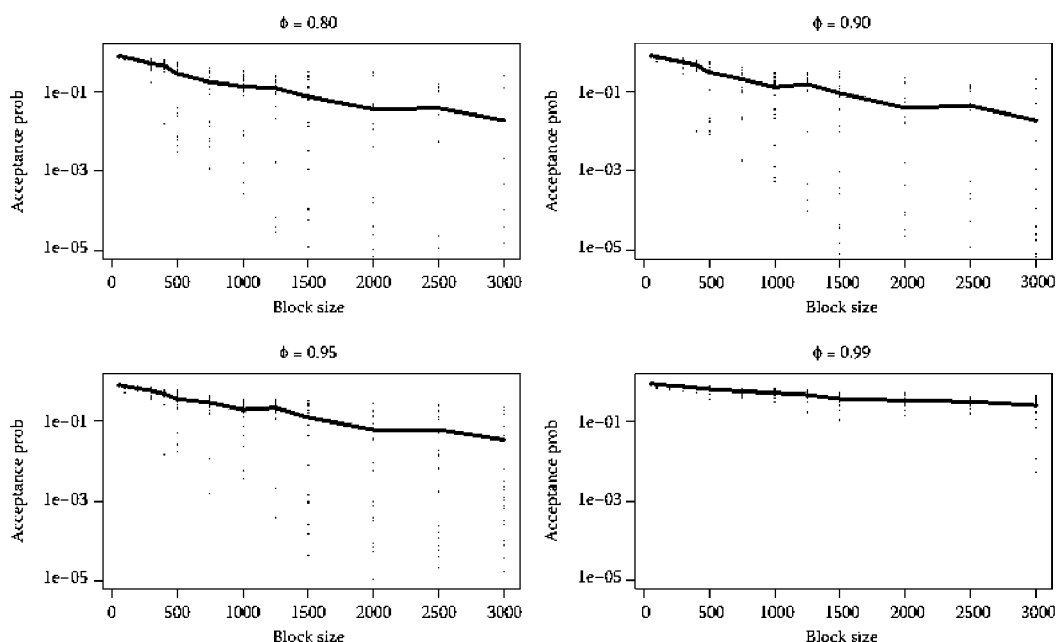 ϕ = 0.80
Acceptance prob
1e−01
1e−03
1e−05
0 500 1000 1500 2000 2500 3000
Block size
ϕ = 0.90
Acceptance prob
1e−01
1e−03
1e−05
0 500 1000 1500 2000 2500 3000
Block size
ϕ = 0.95
Acceptance prob
1e−01
1e−03
1e−05
0 500 1000 1500 2000 2500 3000
Block size
ϕ = 0.99
Acceptance prob
1e−01
1e−03
1e−05
0 500 1000 1500 2000 2500 3000
Block size